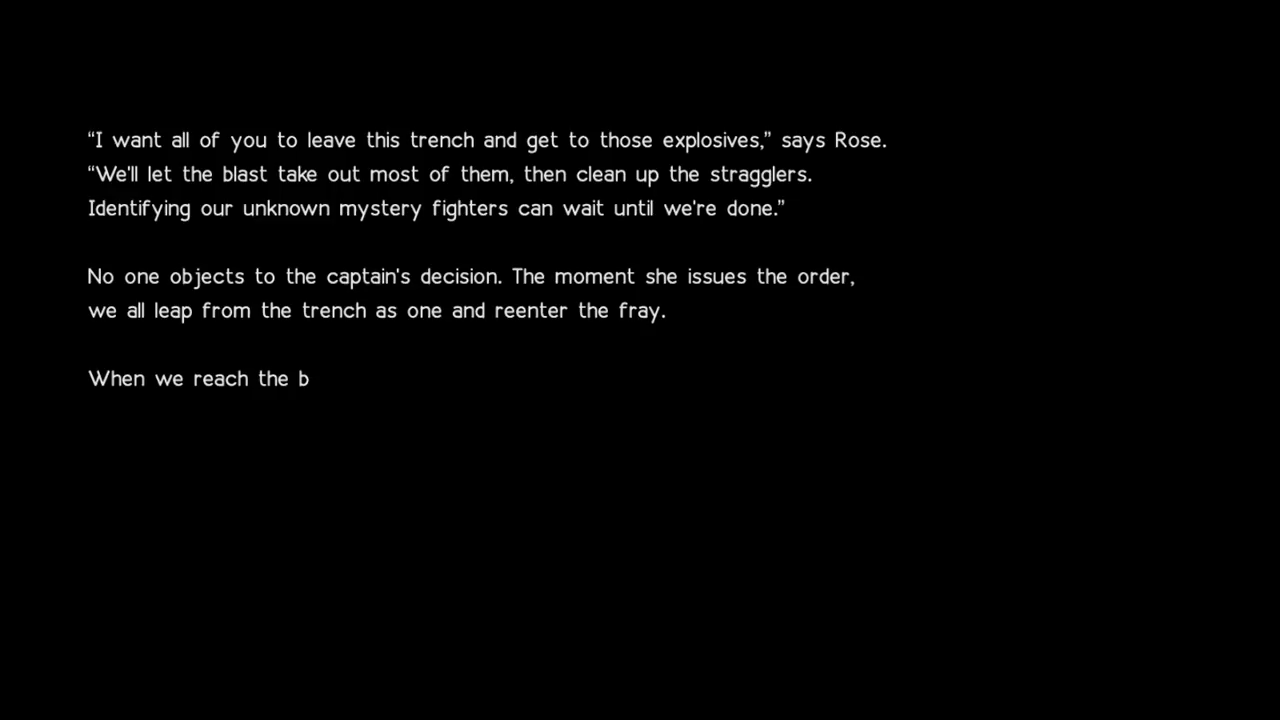 “I want all of you to leave this trench and get to those explosives,” says Rose.
“We'll let the blast take out most of them, then clean up the stragglers.
Identifying our unknown mystery fighters can wait until we're done.”
No one objects to the captain's decision. The moment she issues the order,
we all leap from the trench as one and reenter the fray.
When we reach the b